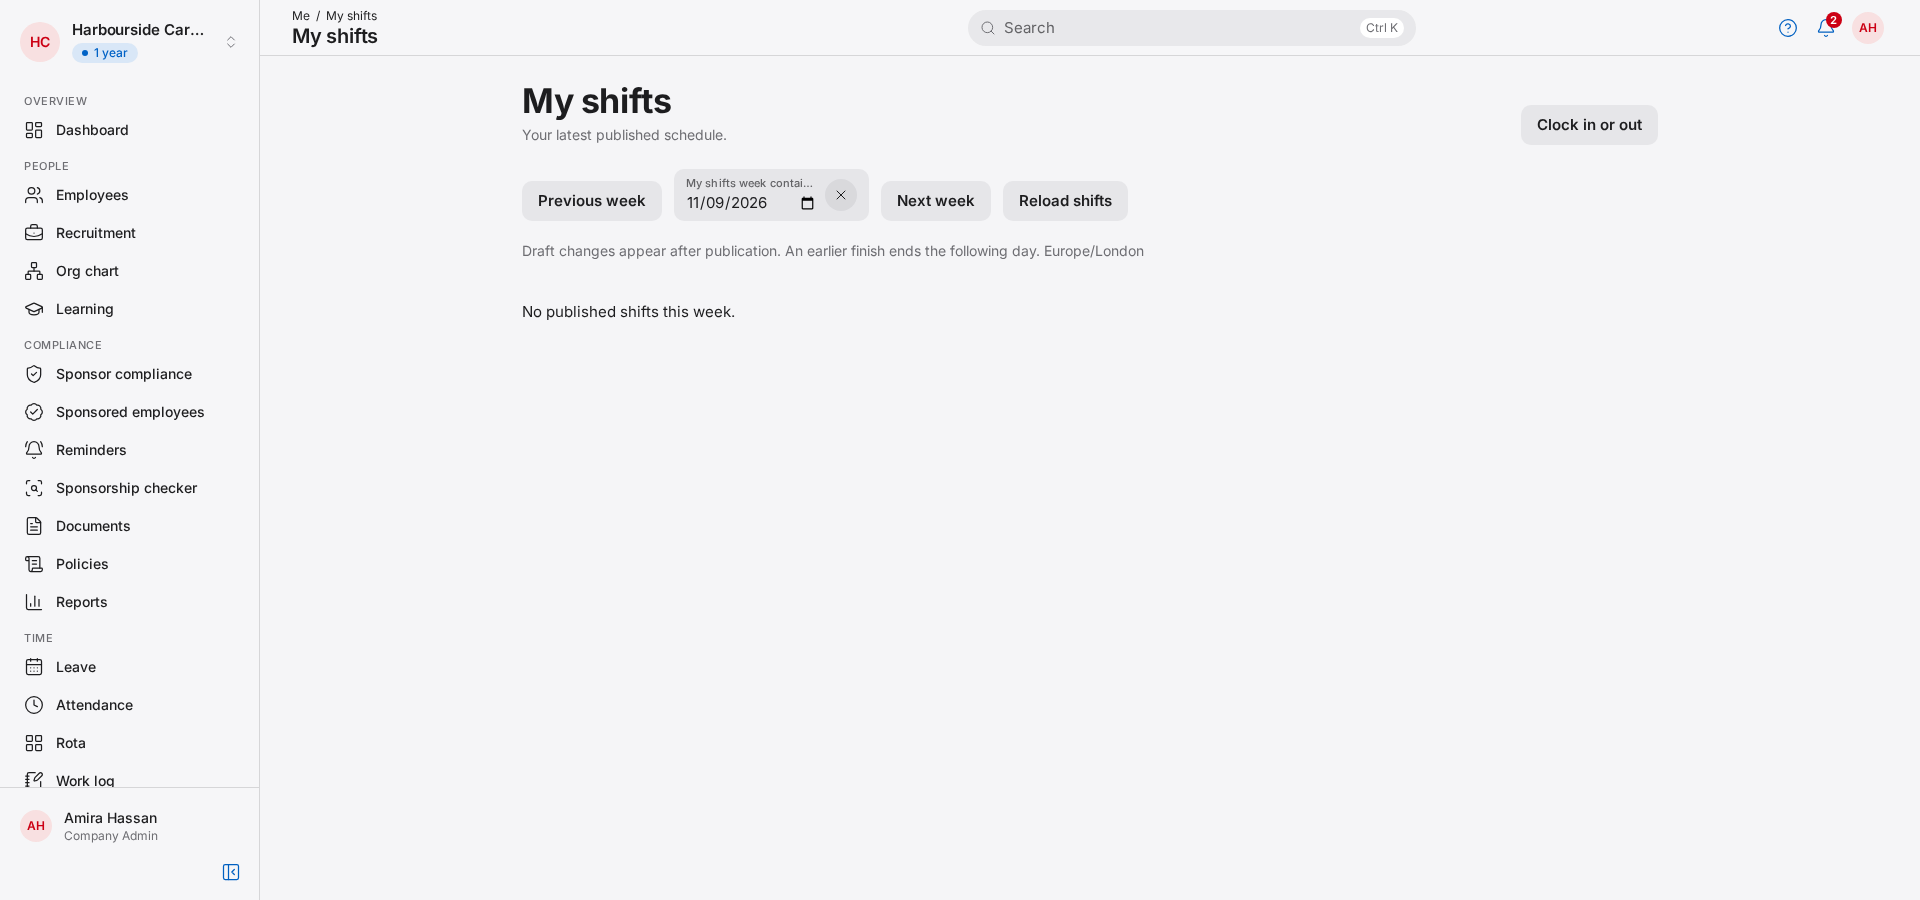 HC
Harbourside Car...
1 year
OVERVIEW
Dashboard
PEOPLE
Employees
Recruitment
Org chart
Learning
COMPLIANCE
Sponsor compliance
Sponsored employees
Reminders
Sponsorship checker
Documents
Policies
Reports
TIME
Leave
Attendance
Rota
Work log
AH
Amira Hassan
Company Admin
Me / My shifts
My shifts
Search
Ctrl K
2
AH
My shifts
Your latest published schedule.
Clock in or out
Previous week
My shifts week contai...
11/09/2026
Next week
Reload shifts
Draft changes appear after publication. An earlier finish ends the following day. Europe/London
No published shifts this week.